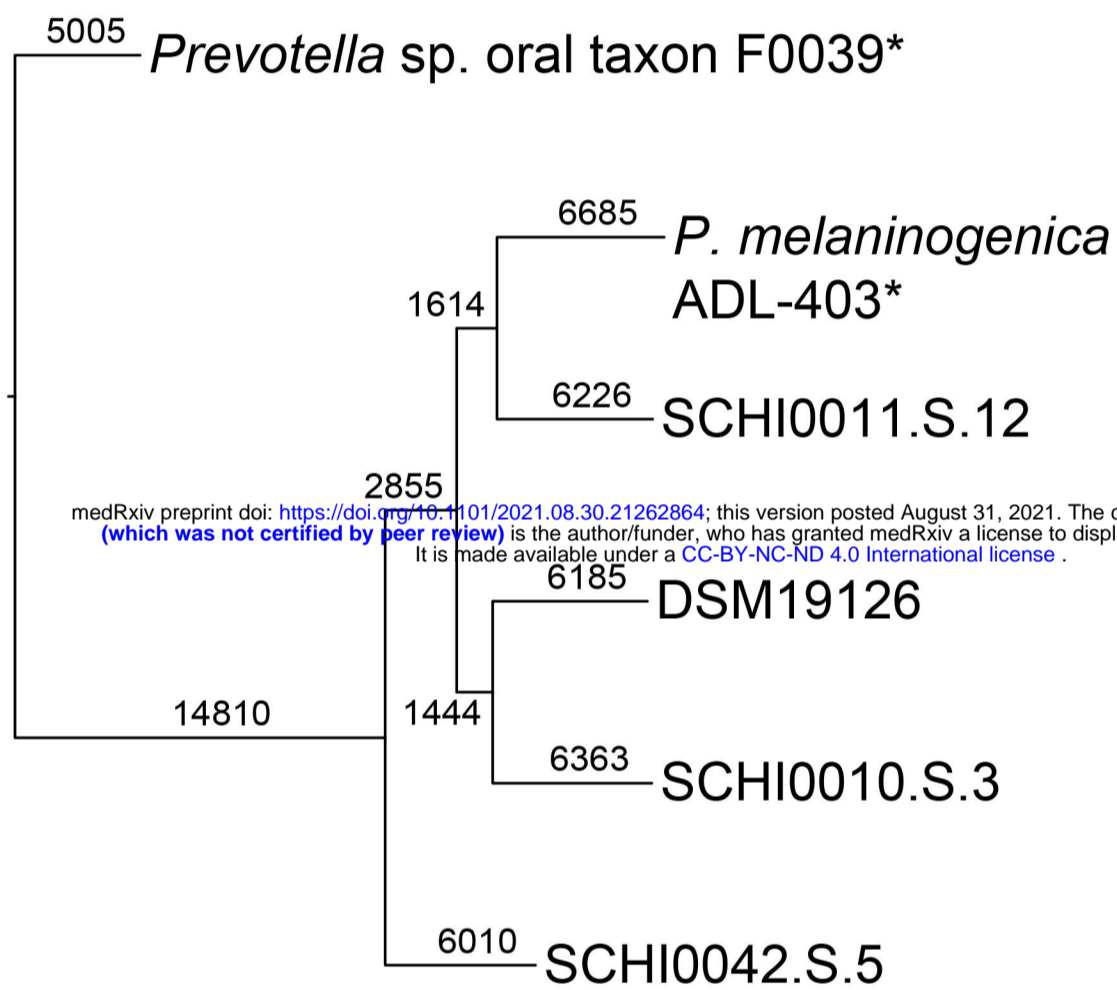 5005
Prevotella sp. oral taxon F0039*
6685
P. melaninogenica
ADL-403*
1614
6226
SCHI0011.S.12
2855
medRxiv preprint doi: https://doi.org/10.1101/2021.08.30.21262864; this version posted August 31, 2021. The
(which was not certified by peer review) is the author/funder, who has granted medRxiv a license to
It is made available under a CC-BY-NC-ND 4.0 International license .
6185
DSM19126
14810
1444
6363
SCHI0010.S.3
6010
SCHI0042.S.5